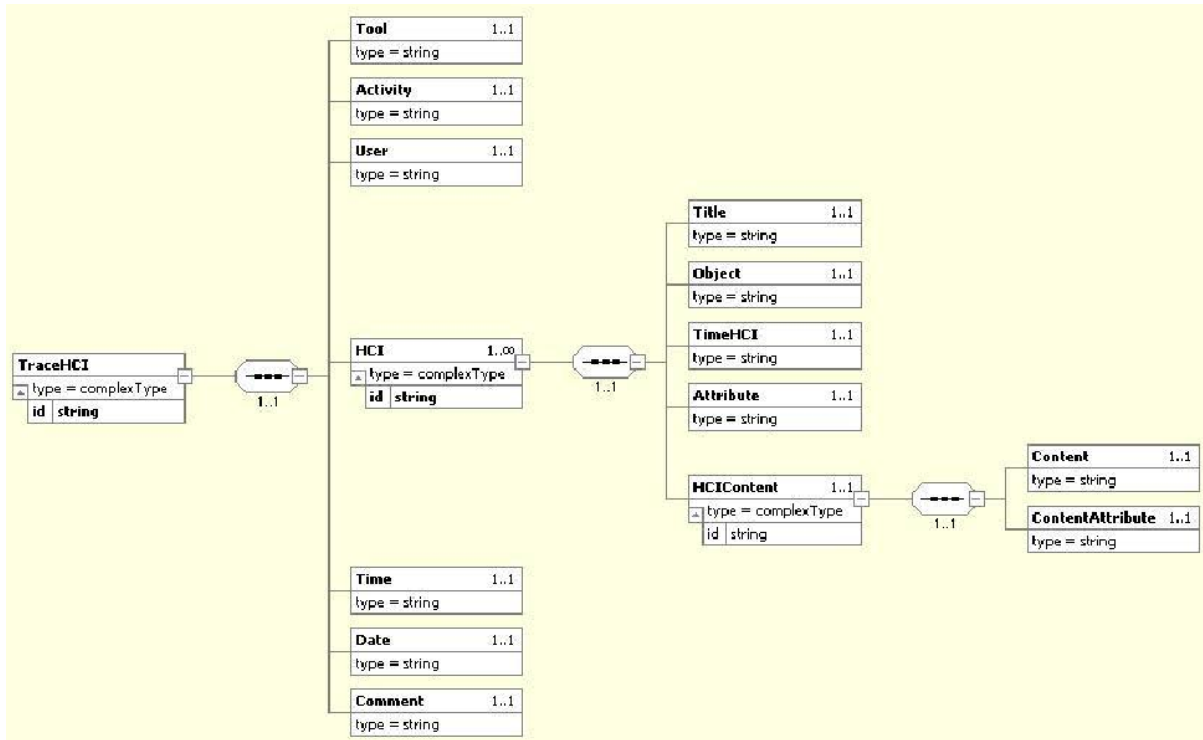 Tool 1..1
type = string
Activity 1..1
type = string
User 1..1
type = string
Title 1..1
type = string
Object 1..1
type = string
TimeHCI 1..1
type = string
Attribute 1..1
type = string
TraceHCI
type = complexType
id string
1..1
HCI 1..∞
type = complexType
id string
1..1
HCIContent 1..1
type = complexType
id string
1..1
Content 1..1
type = string
ContentAttribute 1..1
type = string
Time 1..1
type = string
Date 1..1
type = string
Comment 1..1
type = string